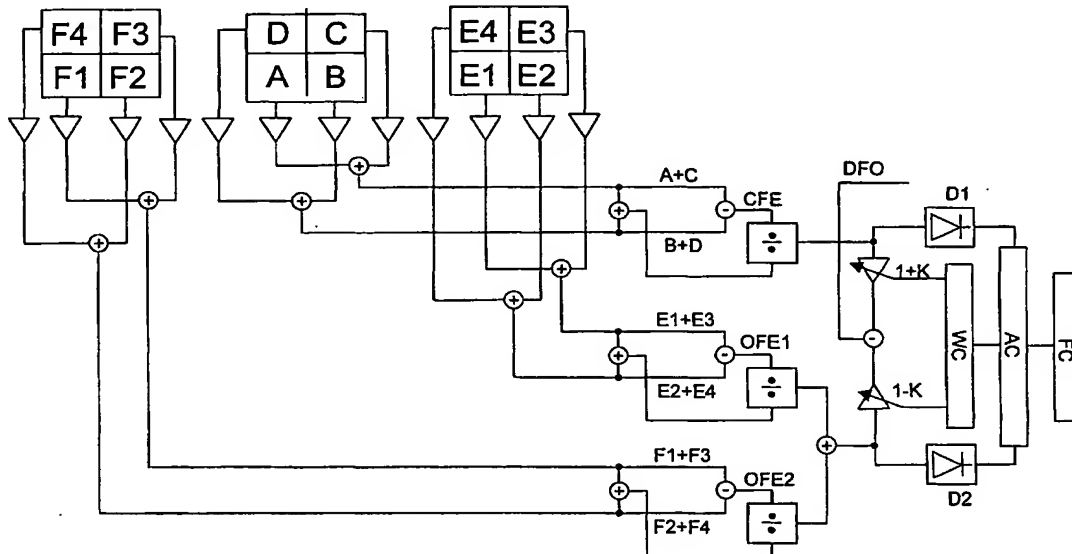 F4 F3
F1 F2
D C
A B
E4 E3
E1 E2
A+C
B+D
CFE
÷
DFO
D1
1+K
1-K
WC
AC
FC
E1+E3
E2+E4
OFE1
÷
F1+F3
F2+F4
OFE2
÷
D2